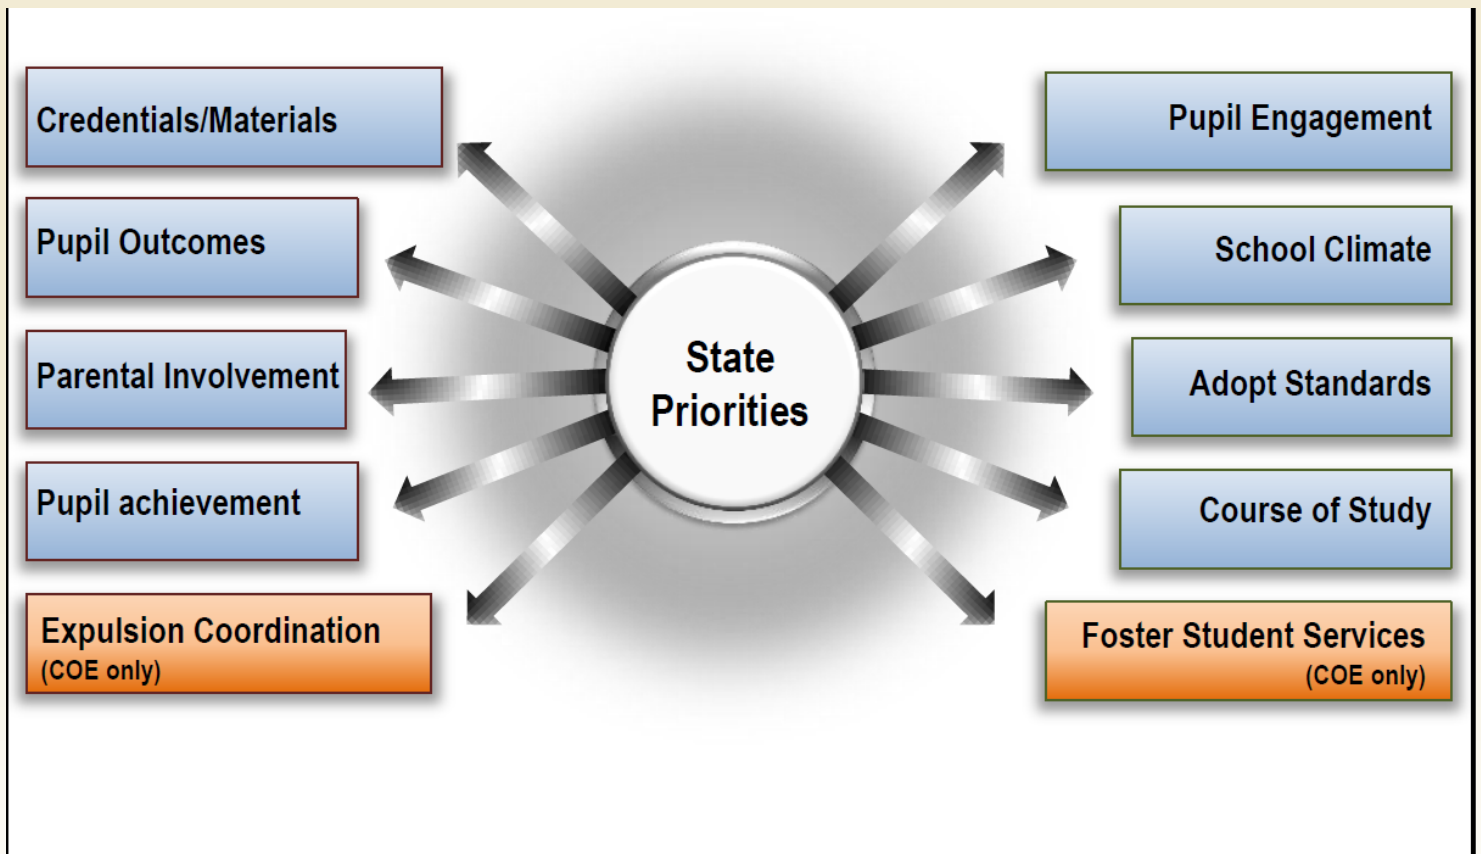 Credentials/Materials
Pupil Outcomes
Parental Involvement
Pupil achievement
Expulsion Coordination
(COE only)
State
Priorities
Pupil Engagement
School Climate
Adopt Standards
Course of Study
Foster Student Services
(COE only)